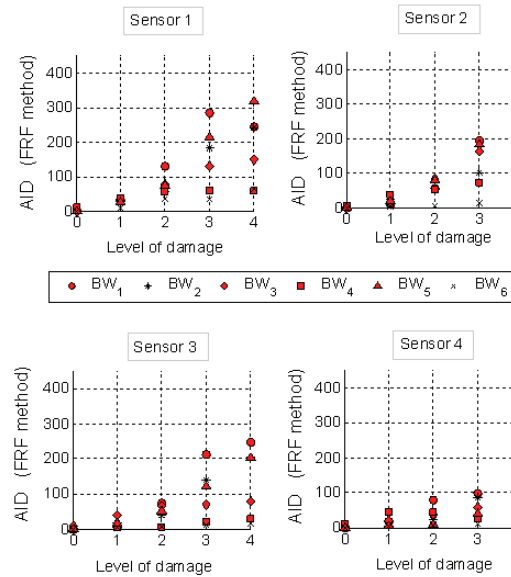 Sensor 1
Sensor 2
AID (FRF method)
400
300
200
100
0
0 1 2 3 4
Level of damage
AID (FRF method)
400
300
200
100
0
0 1 2 3
Level of damage
BW1 BW2 BW3 BW4 BW5 BW6
Sensor 3
Sensor 4
AID (FRF method)
400
300
200
100
0
0 1 2 3 4
Level of damage
AID (FRF method)
400
300
200
100
0
0 1 2 3
Level of damage